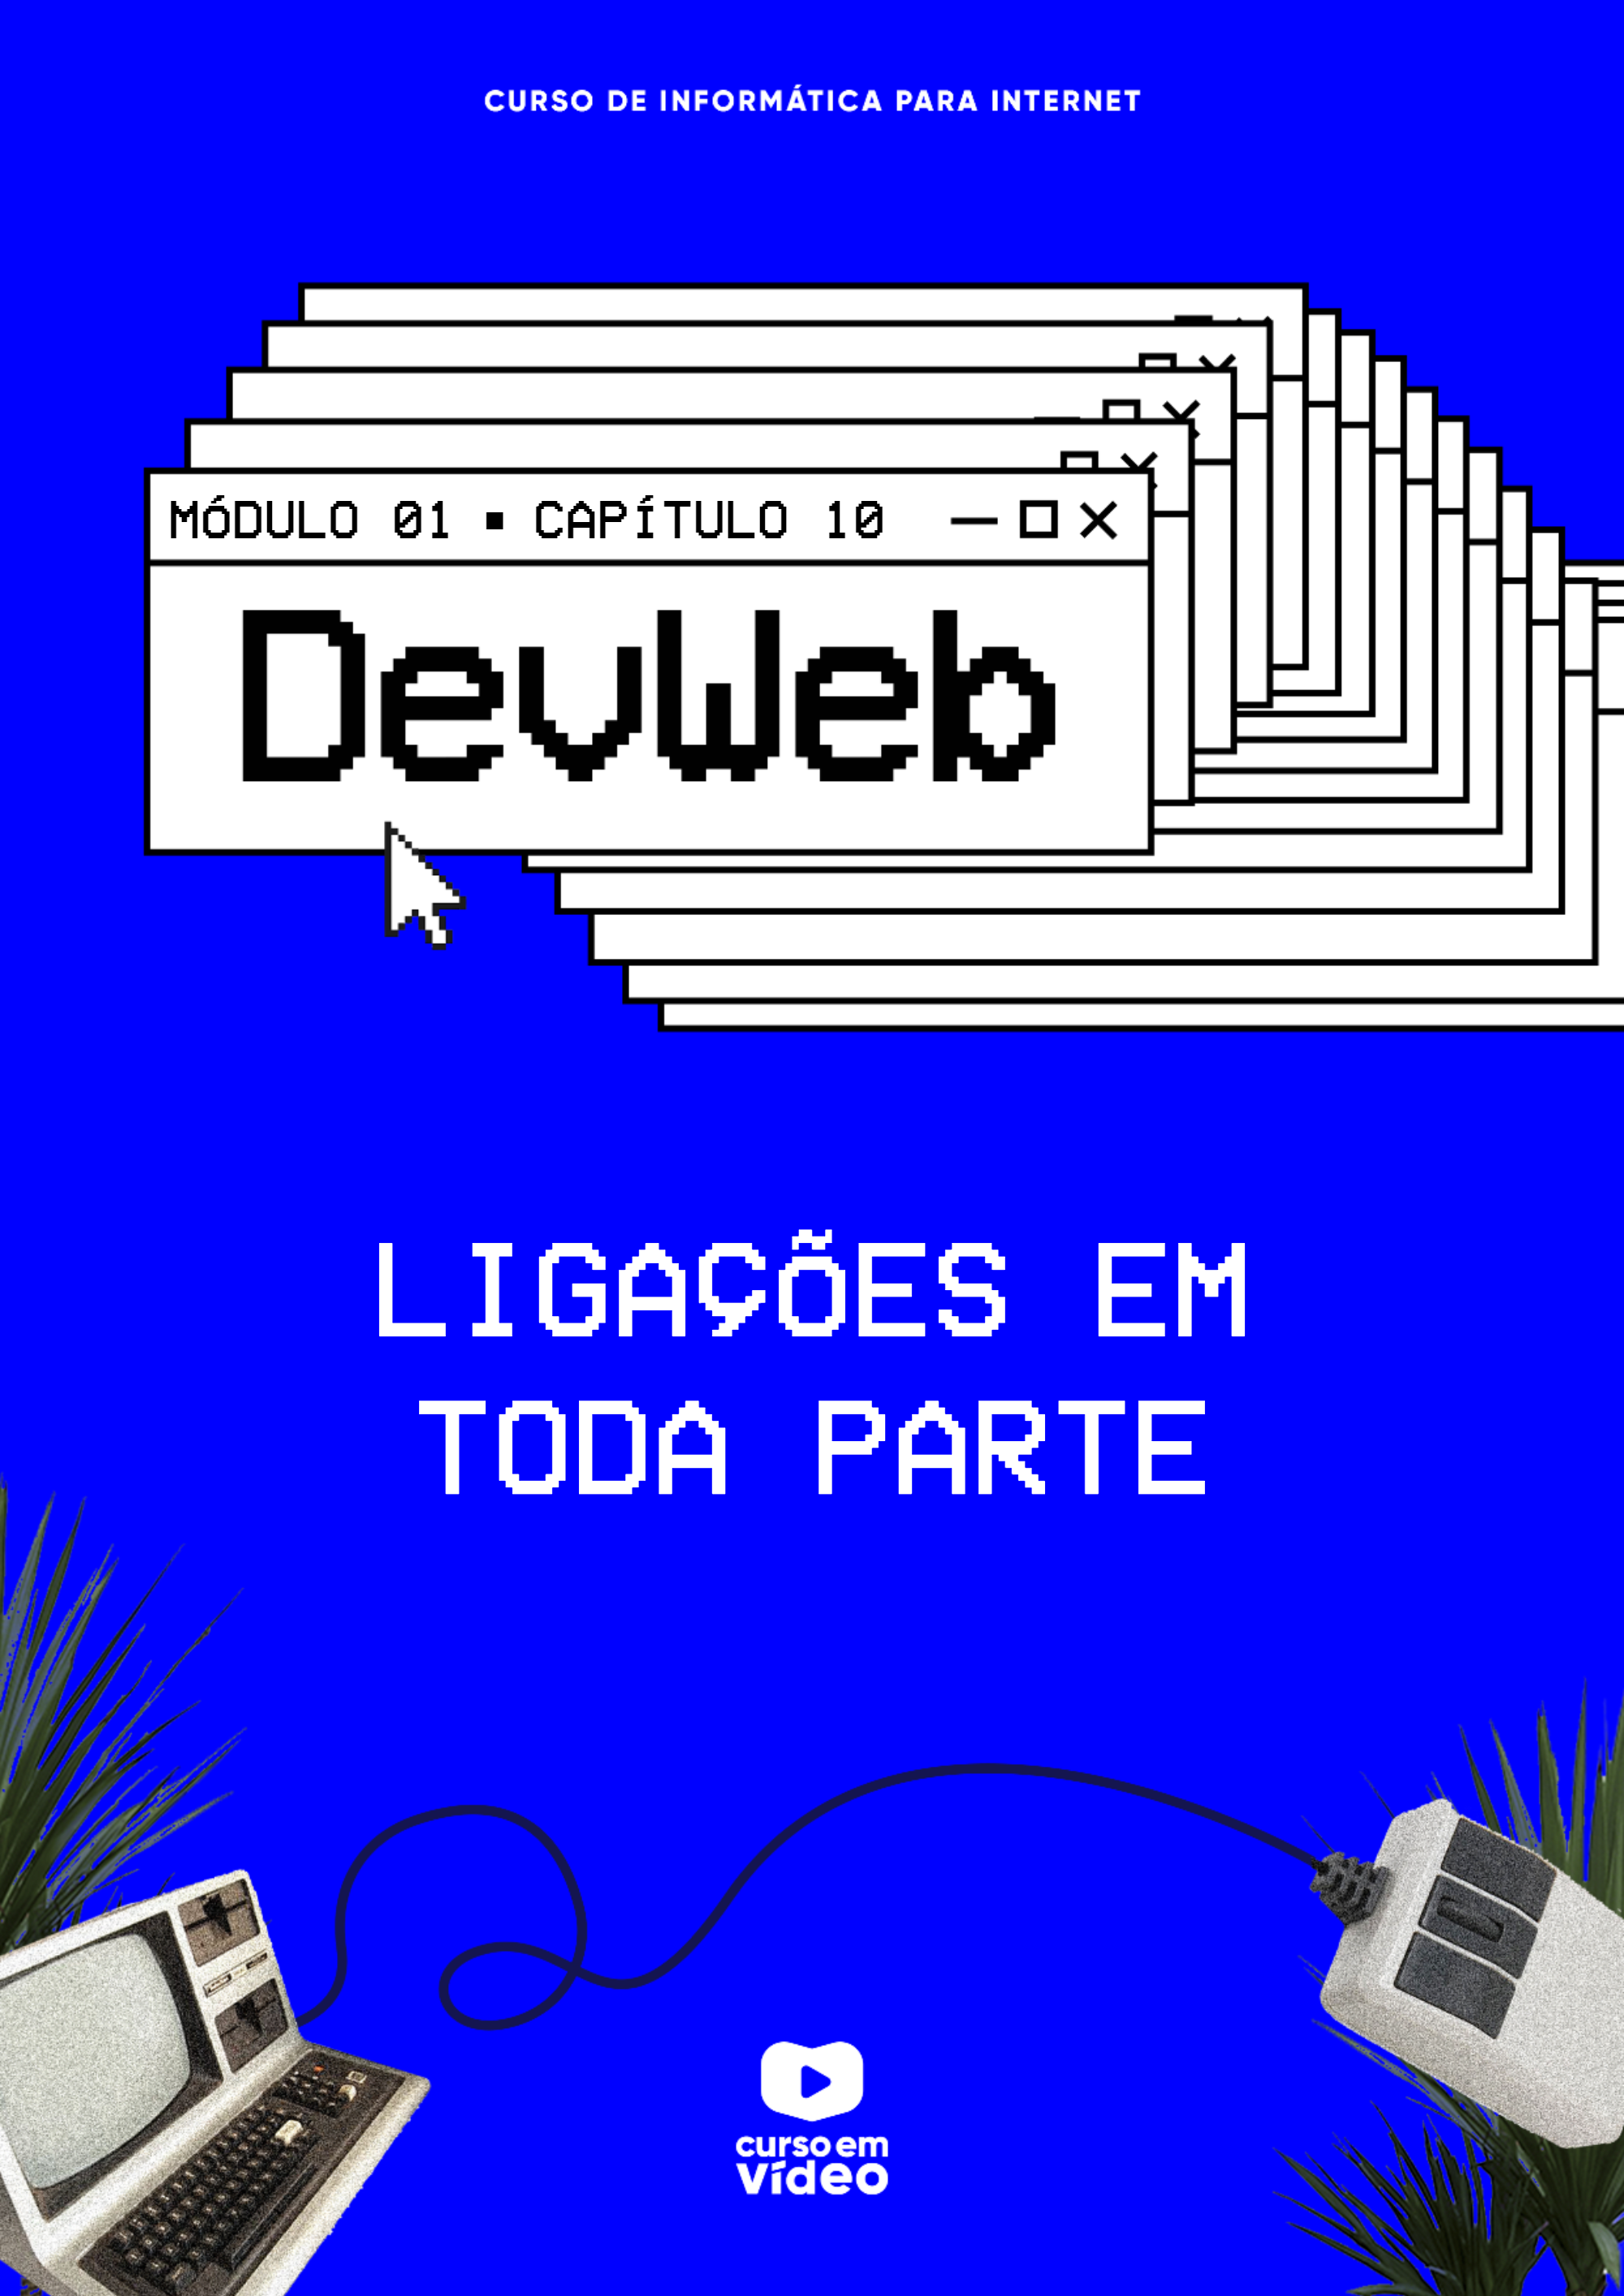 CURSO DE INFORMÁTICA PARA INTERNET
MÓDULO 01 ▪ CAPÍTULO 10
DevWeb
LIGAÇÕES EM
TODA PARTE
curso em
vídeo